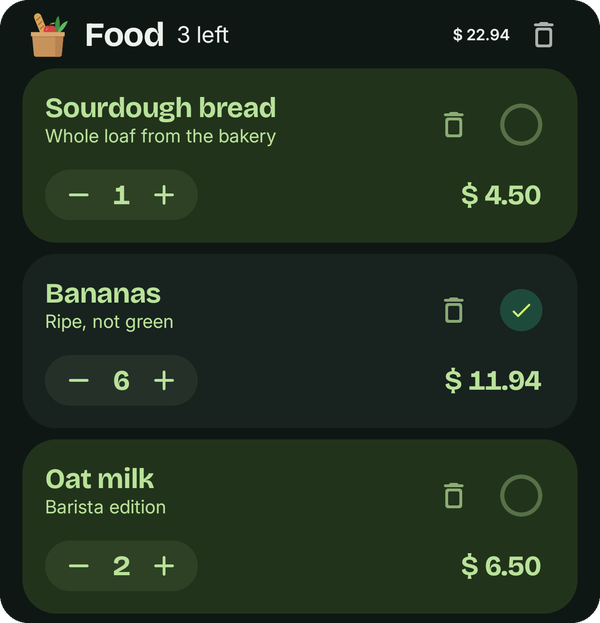 Food 3 left $ 22.94
Sourdough bread
Whole loaf from the bakery
1 $ 4.50
Bananas
Ripe, not green
6 $ 11.94
Oat milk
Barista edition
2 $ 6.50